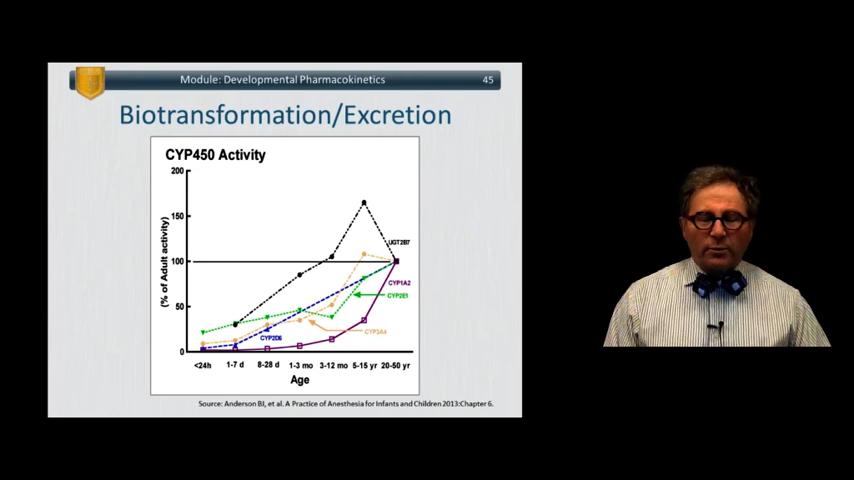 Module: Developmental Pharmacokinetics 45
Biotransformation/Excretion
CYP450 Activity
200
150
100
50
0
(% of Adult activity)
UGT2B7
CYP1A2
CYP2E1
CYP3A4
CYP2D6
<24h 1-7 d 8-28 d 1-3 mo 3-12 mo 5-15 yr 20-50 yr
Age
Source: Anderson BJ, et al. A Practice of Anesthesia for Infants and Children 2013:Chapter 6.